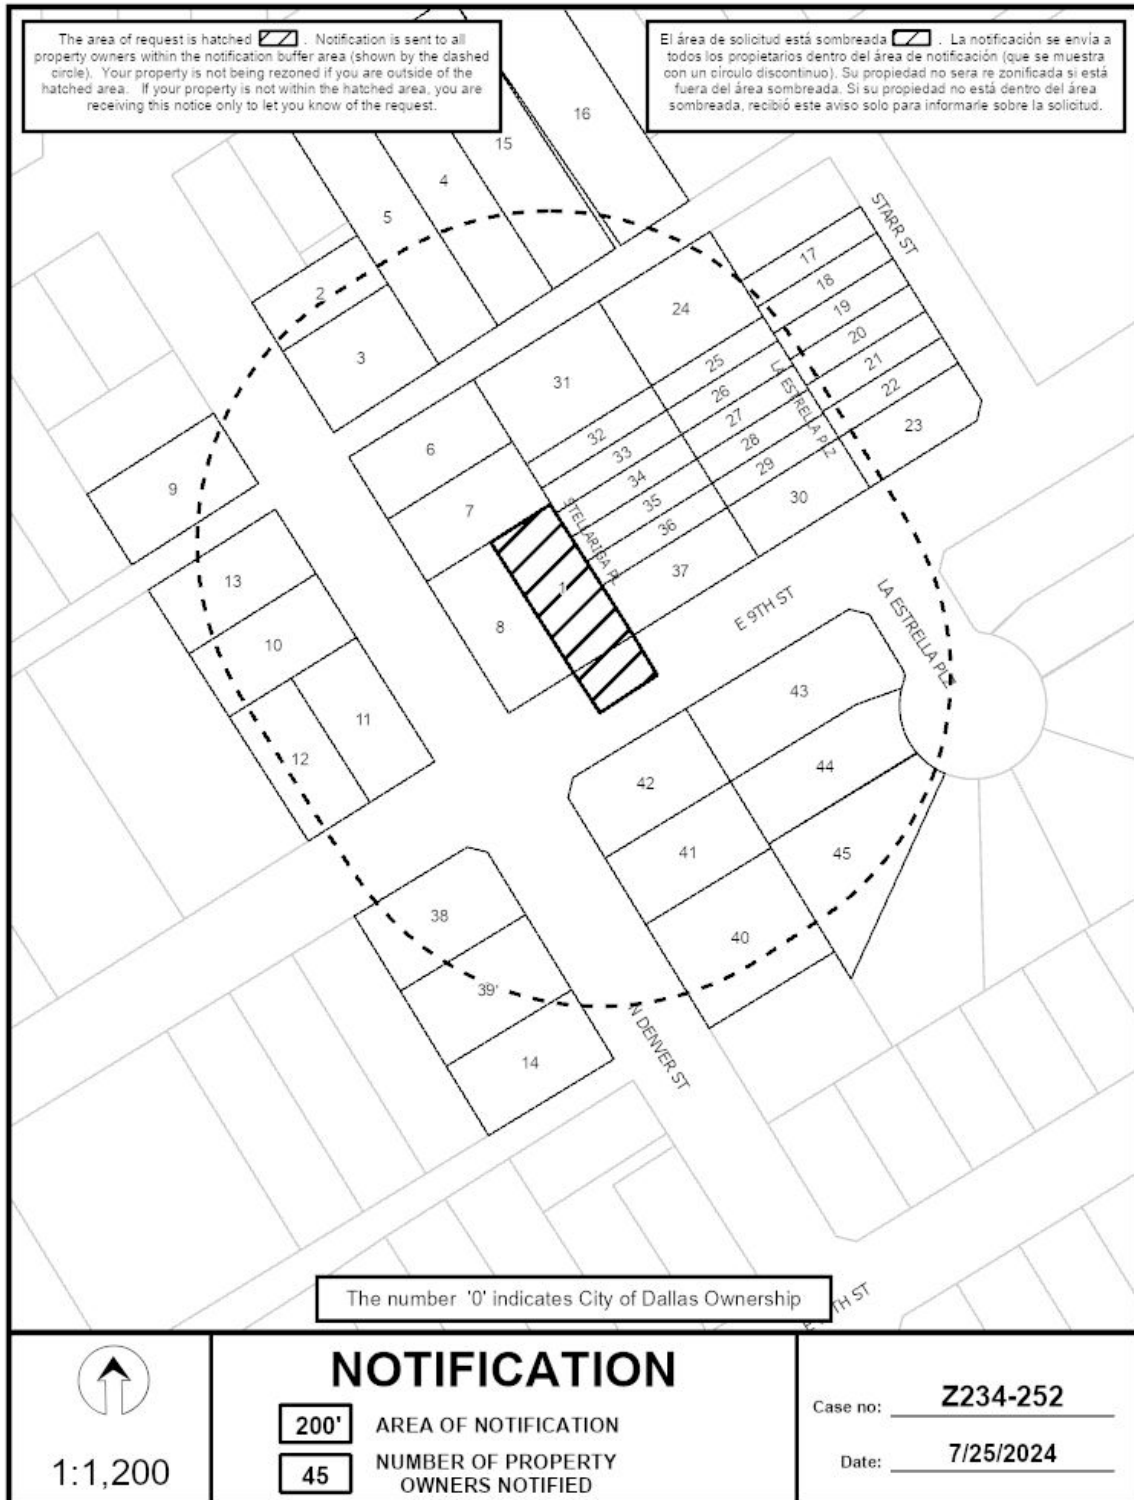 The area of request is hatched . Notification is sent to all
property owners within the notification buffer area (shown by the dashed
circle). Your property is not being rezoned if you are outside of the
hatched area. If your property is not within the hatched area, you are
receiving this notice only to let you know of the request.
El área de solicitud está sombreada . La notificación se envía a
todos los propietarios dentro del área de notificación (que se muestra
con un círculo discontinuo). Su propiedad no sera re zonificada si está
fuera del área sombreada. Si su propiedad no está dentro del área
sombreada, recibió este aviso solo para informarle sobre la solicitud.
16
15
4
5
STARR ST
17
2
18
19
24
20
3
21
25
LA ESTRELLA PLZ
31
26
22
27
23
32
28
6
33
29
34
9
30
7
35
STELLARIGA PL
36
37
13
1
E 9TH ST
8
LA ESTRELLA PLZ
10
43
11
12
44
42
41
45
38
40
39'
N DENVER ST
14
The number '0' indicates City of Dallas Ownership
TH ST
1:1,200
NOTIFICATION
200' AREA OF NOTIFICATION
45 NUMBER OF PROPERTY
OWNERS NOTIFIED
Case no: Z234-252
Date: 7/25/2024